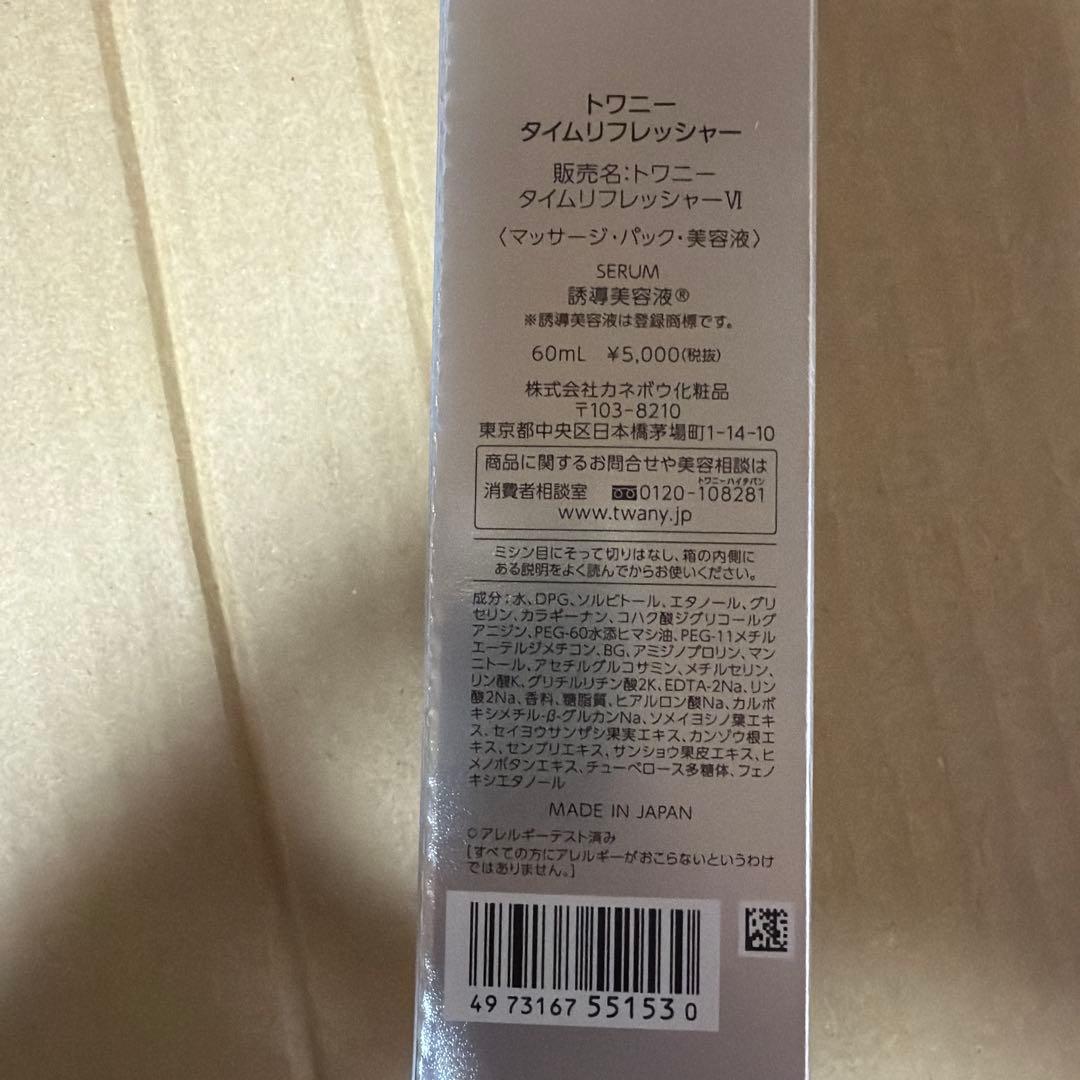 トワニー
タイムリフレッシャー
販売名:トワニー
タイムリフレッシャーⅥ
〈マッサージ・パック・美容液〉
SERUM
誘導美容液®
※誘導美容液は登録商標です。
60mL ¥5,000(税抜)
株式会社カネボウ化粧品
〒103-8210
東京都中央区日本橋茅場町1-14-10
商品に関するお問合せや美容相談は
トワニーハイチバン
消費者相談室 0120-108281
www.twany.jp
ミシン目にそって切りはなし、箱の内側に
ある説明をよく読んでからお使いください。
成分:水、DPG、ソルビトール、エタノール、グリ
セリン、カラギーナン、コハク酸ジグリコールグ
アニジン、PEG-60水添ヒマシ油、PEG-11メチル
エーテルジメチコン、BG、アミジノプロリン、マン
ニトール、アセチルグルコサミン、メチルセリン、
リン酸K、グリチルリチン酸2K、EDTA-2Na、リン
酸2Na、香料、糖脂質、ヒアルロン酸Na、カルボ
キシメチル-β-グルカンNa、ソメイヨシノ葉エキ
ス、セイヨウサンザシ果実エキス、カンゾウ根エ
キス、センブリエキス、サンショウ果皮エキス、ヒ
メノボタンエキス、チューベロース多糖体、フェノ
キシエタノール
MADE IN JAPAN
○アレルギーテスト済み
[すべての方にアレルギーがおこらないというわけ
ではありません。]
49 73167 551530